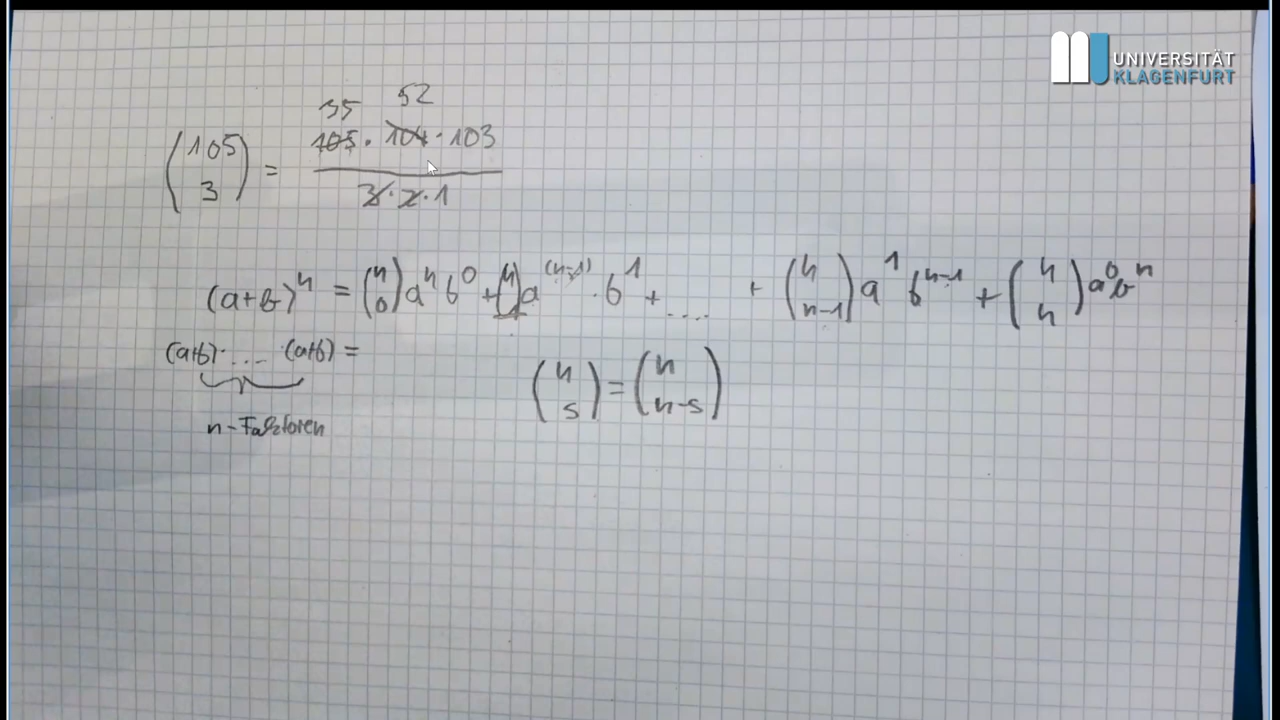 UNIVERSITÄT
KLAGENFURT
35 52
(105 3) = 105 · 104 · 103 / 3 · 2 · 1
(a+b)^n = (n 0) a^n b^0 + (n 1) a^(n-1) · b^1 + .... + (n n-1) a^1 b^n-1 + (n n) a^0 b^n
(a+b) · ... (a+b) =
(n s) = (n n-s)
n-Faktoren